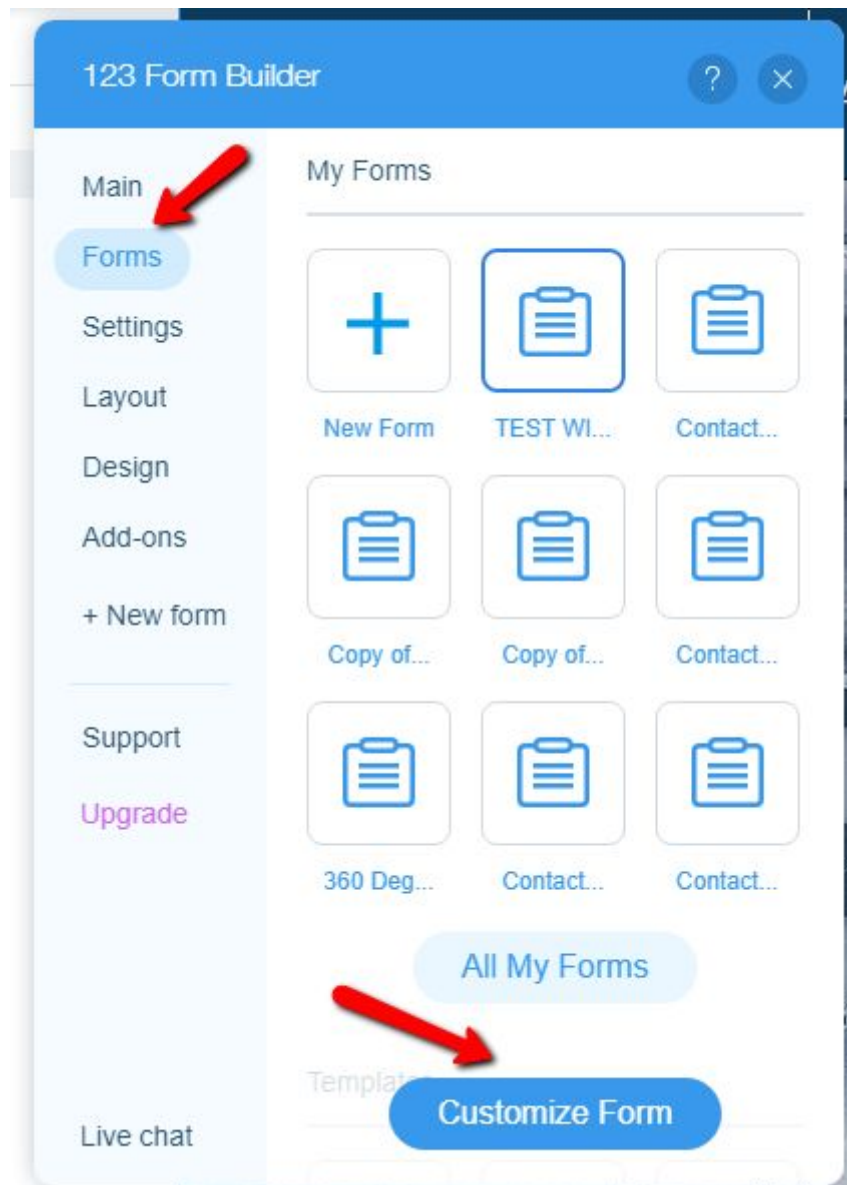 123 Form Builder
?
Main
Forms
Settings
Layout
Design
Add-ons
+ New form
Support
Upgrade
Live chat
My Forms
New Form
TEST WI...
Contact...
Copy of...
Copy of...
Contact...
360 Deg...
Contact...
Contact...
All My Forms
Templates
Customize Form